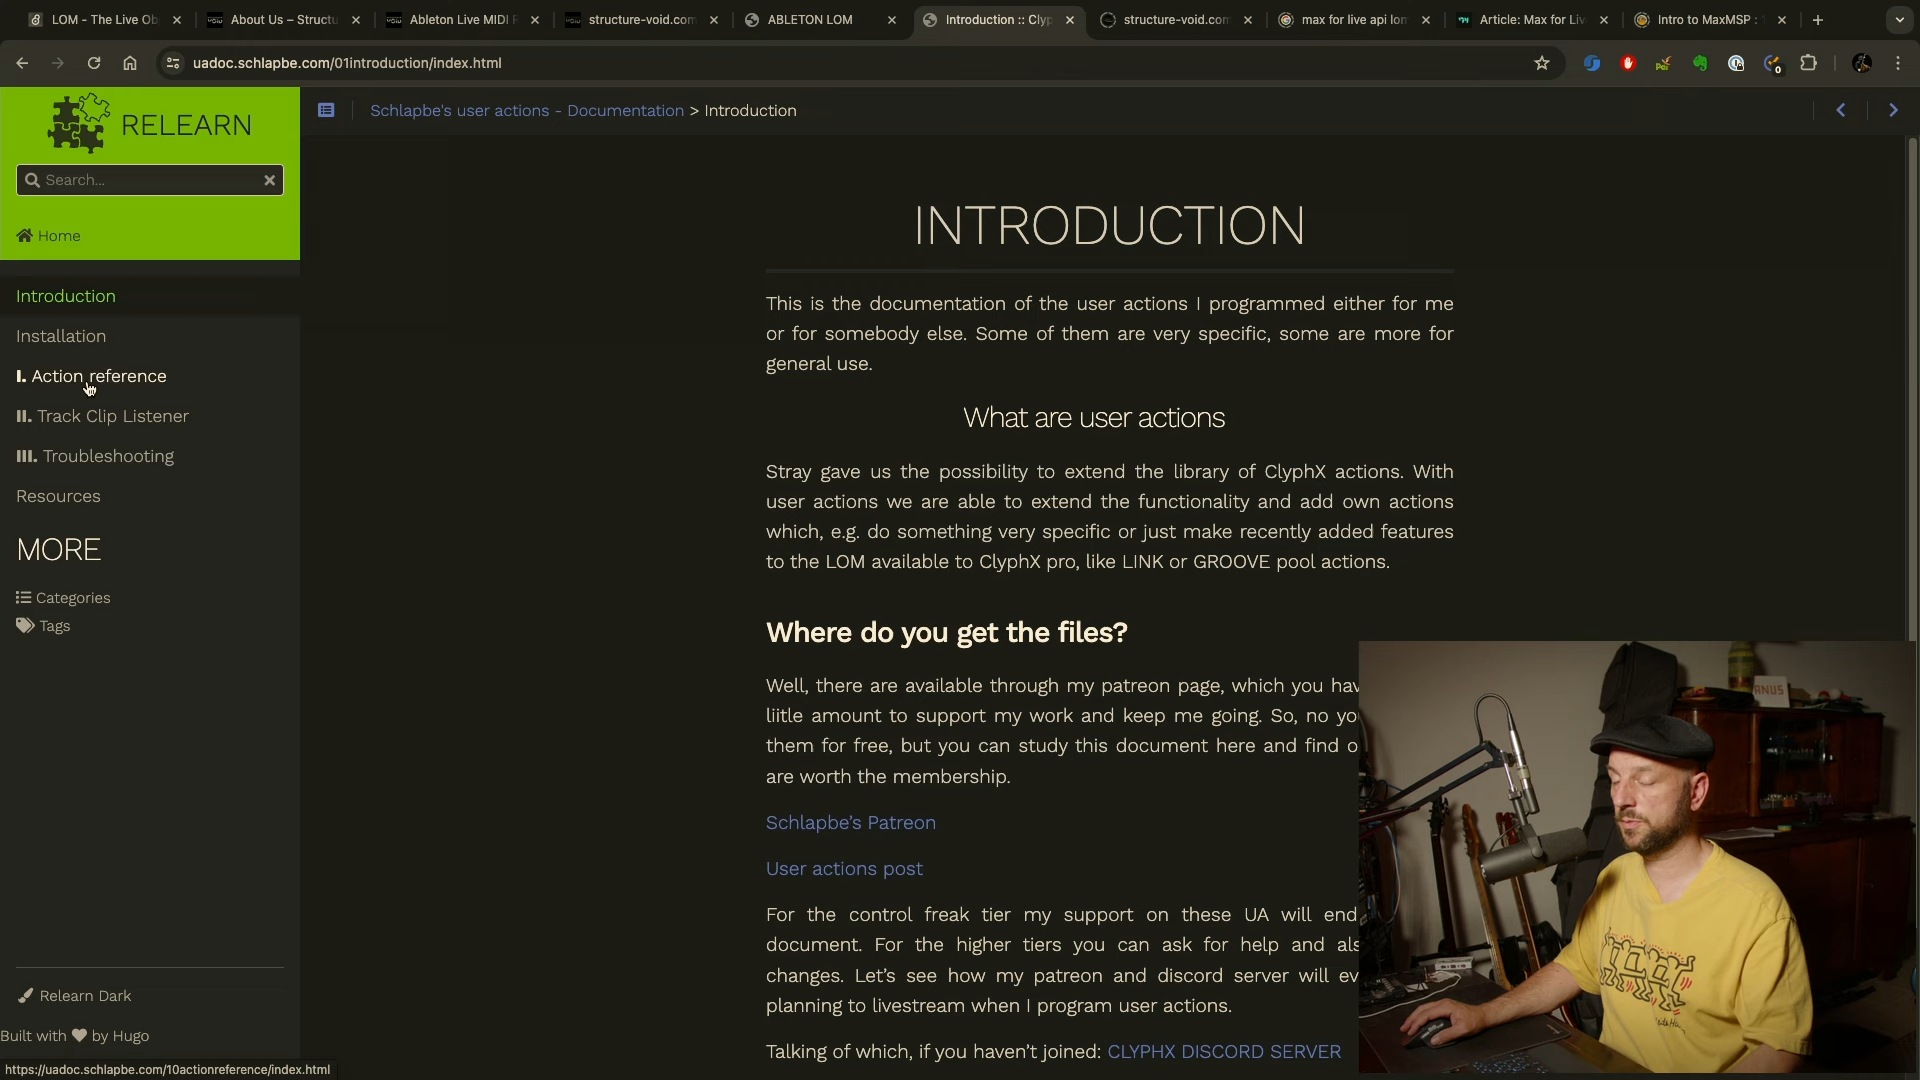 LOM - The Live Ob
About Us – Structu
Ableton Live MIDI R
structure-void.com
ABLETON LOM
Introduction :: Clyp
structure-void.com
max for live api lom
Article: Max for Liv
Intro to MaxMSP :
uadoc.schlapbe.com/01introduction/index.html
RELEARN
Search...
Home
Schlapbe's user actions - Documentation > Introduction
Introduction
Installation
I. Action reference
II. Track Clip Listener
III. Troubleshooting
Resources
MORE
Categories
Tags
Relearn Dark
Built with ♥ by Hugo
https://uadoc.schlapbe.com/10actionreference/index.html
INTRODUCTION
This is the documentation of the user actions I programmed either for me
or for somebody else. Some of them are very specific, some are more for
general use.
What are user actions
Stray gave us the possibility to extend the library of ClyphX actions. With
user actions we are able to extend the functionality and add own actions
which, e.g. do something very specific or just make recently added features
to the LOM available to ClyphX pro, like LINK or GROOVE pool actions.
Where do you get the files?
Well, there are available through my patreon page, which you hav
liitle amount to support my work and keep me going. So, no yo
them for free, but you can study this document here and find o
are worth the membership.
Schlapbe's Patreon
User actions post
For the control freak tier my support on these UA will end
document. For the higher tiers you can ask for help and als
changes. Let's see how my patreon and discord server will ev
planning to livestream when I program user actions.
Talking of which, if you haven't joined: CLYPHX DISCORD SERVER